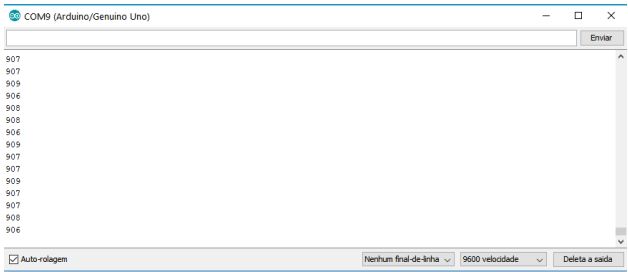 COM9 (Arduino/Genuino Uno)
Enviar
907
907
909
906
908
908
906
909
907
907
909
907
907
908
906
Auto-rolagem
Nenhum final-de-linha
9600 velocidade
Deleta a saida